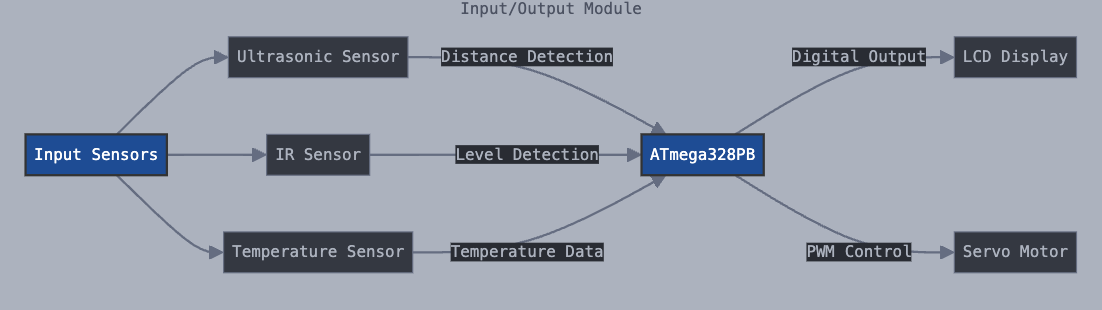 Input/Output Module
Ultrasonic Sensor
Distance Detection
Digital Output
LCD Display
Input Sensors
IR Sensor
Level Detection
ATmega328PB
Temperature Sensor
Temperature Data
PWM Control
Servo Motor